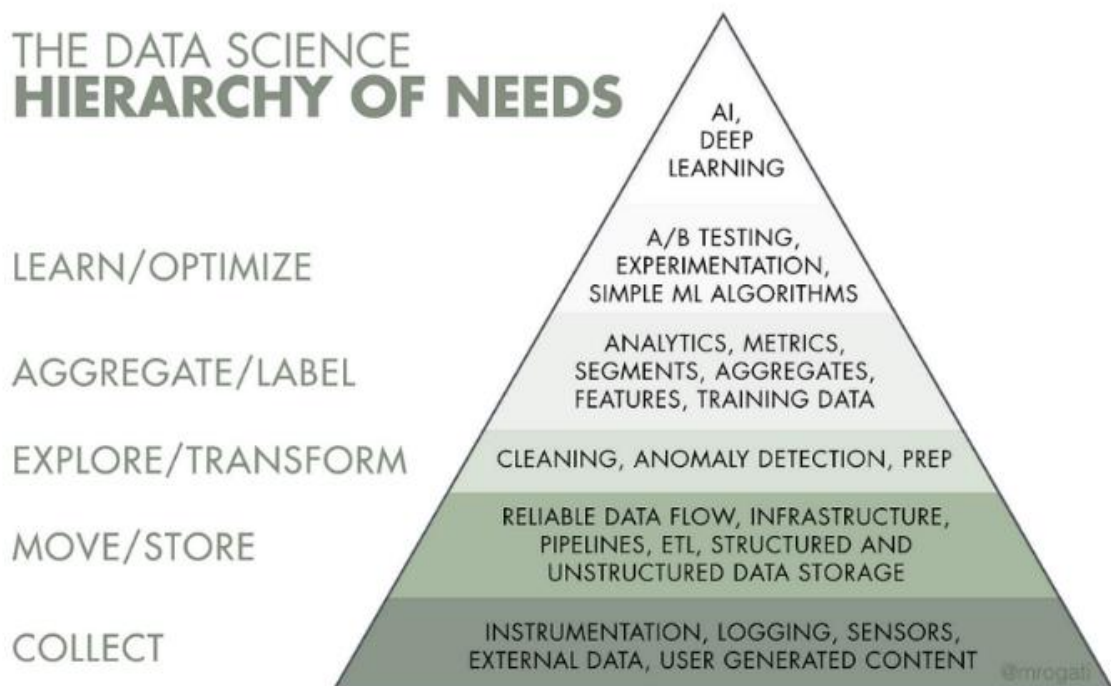 THE DATA SCIENCE
HIERARCHY OF NEEDS
AI,
DEEP
LEARNING
LEARN/OPTIMIZE
A/B TESTING,
EXPERIMENTATION,
SIMPLE ML ALGORITHMS
AGGREGATE/LABEL
ANALYTICS, METRICS,
SEGMENTS, AGGREGATES,
FEATURES, TRAINING DATA
EXPLORE/TRANSFORM
CLEANING, ANOMALY DETECTION, PREP
MOVE/STORE
RELIABLE DATA FLOW, INFRASTRUCTURE,
PIPELINES, ETL, STRUCTURED AND
UNSTRUCTURED DATA STORAGE
COLLECT
INSTRUMENTATION, LOGGING, SENSORS,
EXTERNAL DATA, USER GENERATED CONTENT
@mrogati